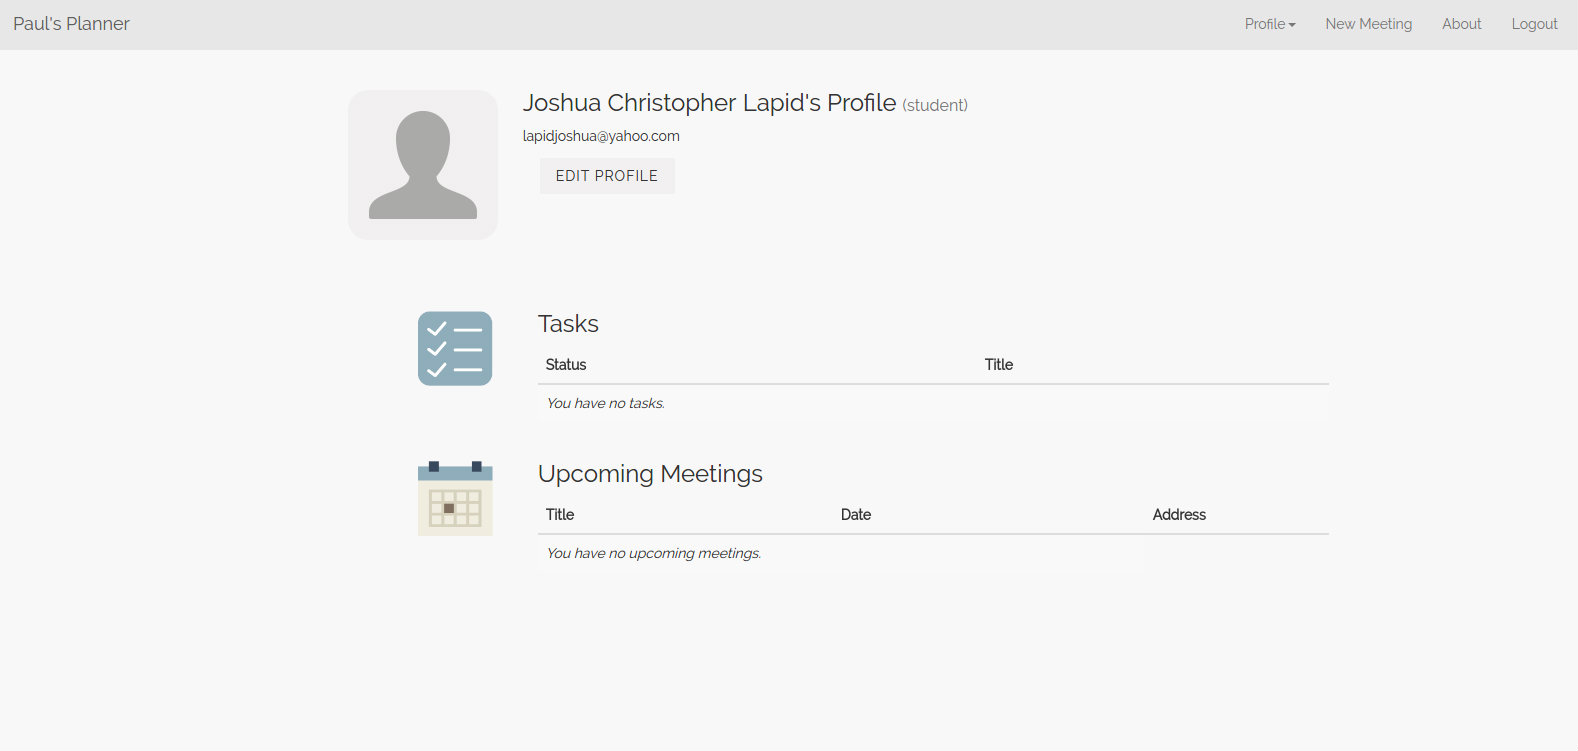 Paul's Planner Profile New Meeting About Logout
Joshua Christopher Lapid's Profile (student)
lapidjoshua@yahoo.com
EDIT PROFILE
Tasks
Status Title
You have no tasks.
Upcoming Meetings
Title Date Address
You have no upcoming meetings.